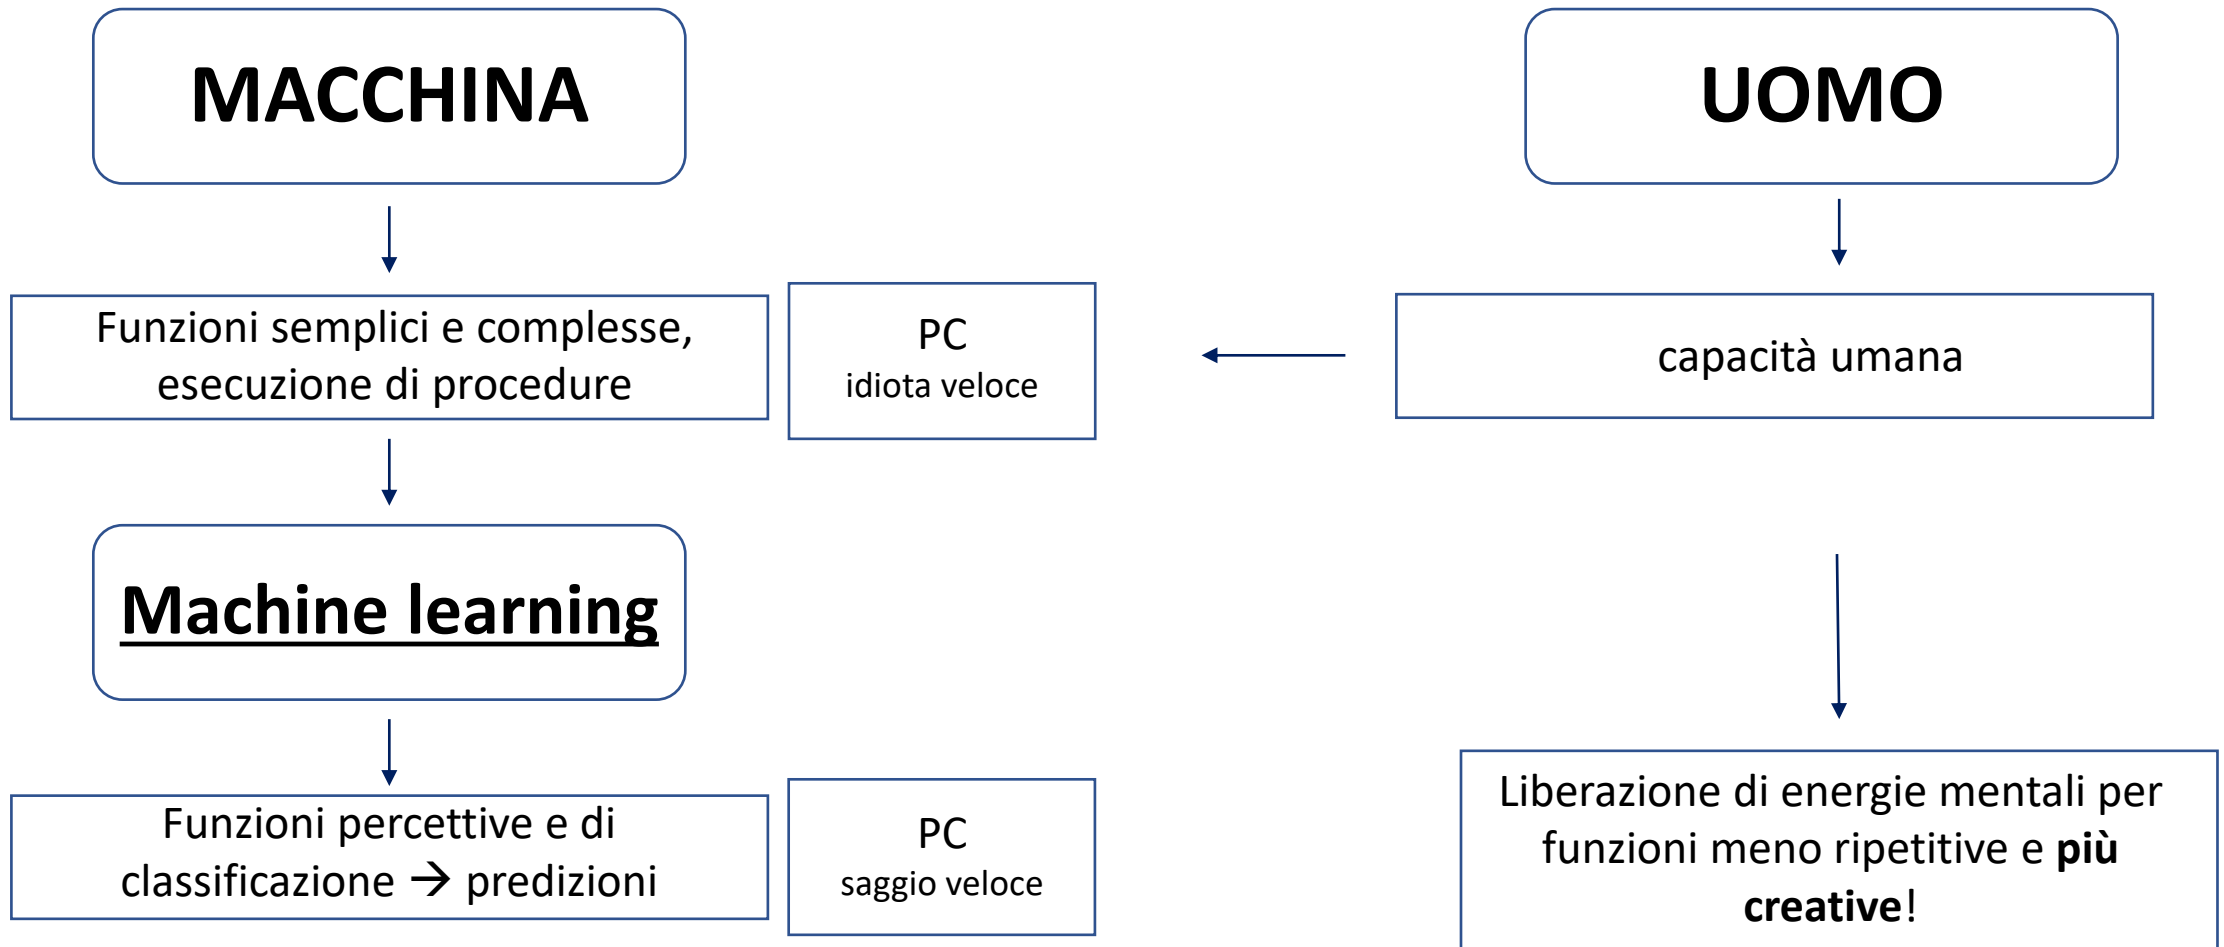 MACCHINA
UOMO
Funzioni semplici e complesse,
esecuzione di procedure
PC
idiota veloce
capacità umana
Machine learning
Funzioni percettive e di
classificazione → predizioni
PC
saggio veloce
Liberazione di energie mentali per
funzioni meno ripetitive e più
creative!